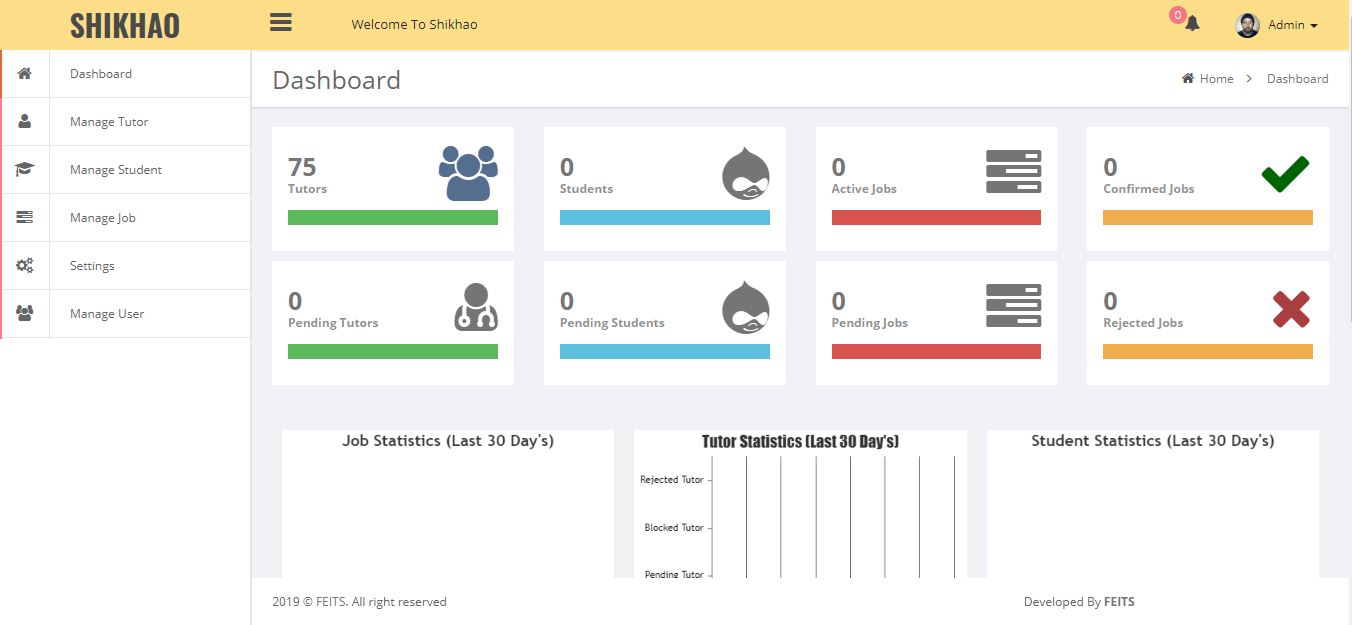 SHIKHAO
Welcome To Shikhao
0
Admin
Dashboard
Manage Tutor
Manage Student
Manage Job
Settings
Manage User
Dashboard
Home > Dashboard
75
Tutors
0
Students
0
Active Jobs
0
Confirmed Jobs
0
Pending Tutors
0
Pending Students
0
Pending Jobs
0
Rejected Jobs
Job Statistics (Last 30 Day's)
Tutor Statistics (Last 30 Day's)
Rejected Tutor
Blocked Tutor
Pending Tutor
Student Statistics (Last 30 Day's)
2019 © FEITS. All right reserved
Developed By FEITS